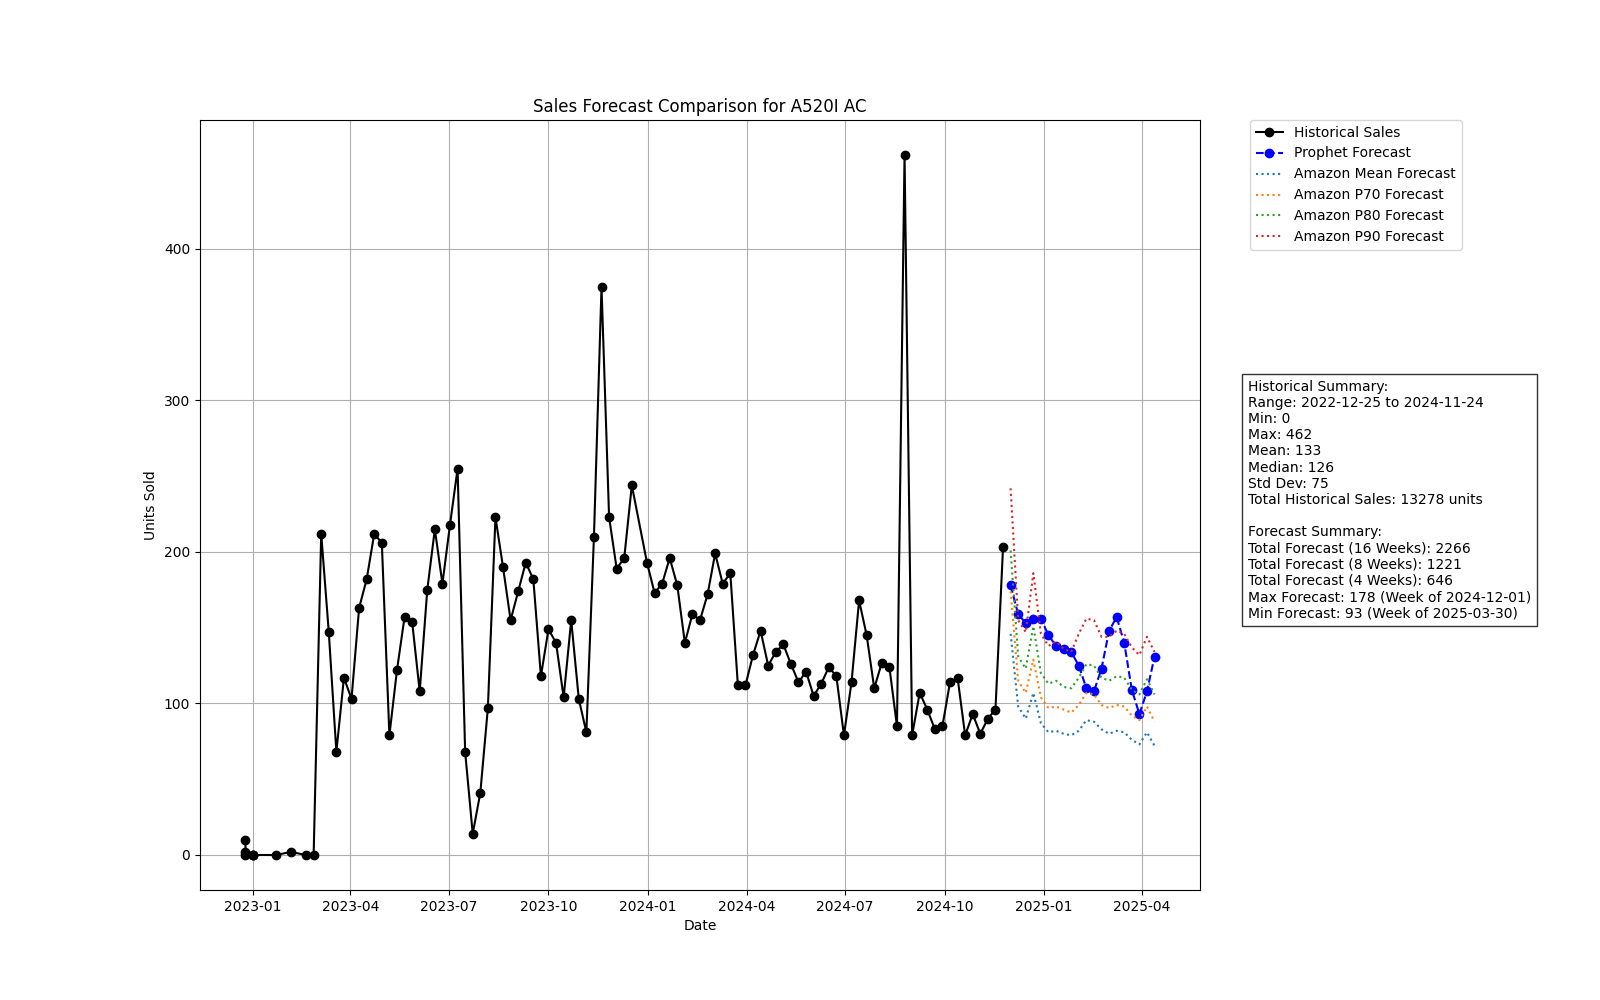 Sales Forecast Comparison for A520I AC
Historical Sales
Prophet Forecast
Amazon Mean Forecast
Amazon P70 Forecast
Amazon P80 Forecast
Amazon P90 Forecast
400
300
200
100
0
Units Sold
2023-01
2023-04
2023-07
2023-10
2024-01
2024-04
2024-07
2024-10
2025-01
2025-04
Date
Historical Summary:
Range: 2022-12-25 to 2024-11-24
Min: 0
Max: 462
Mean: 133
Median: 126
Std Dev: 75
Total Historical Sales: 13278 units
Forecast Summary:
Total Forecast (16 Weeks): 2266
Total Forecast (8 Weeks): 1221
Total Forecast (4 Weeks): 646
Max Forecast: 178 (Week of 2024-12-01)
Min Forecast: 93 (Week of 2025-03-30)